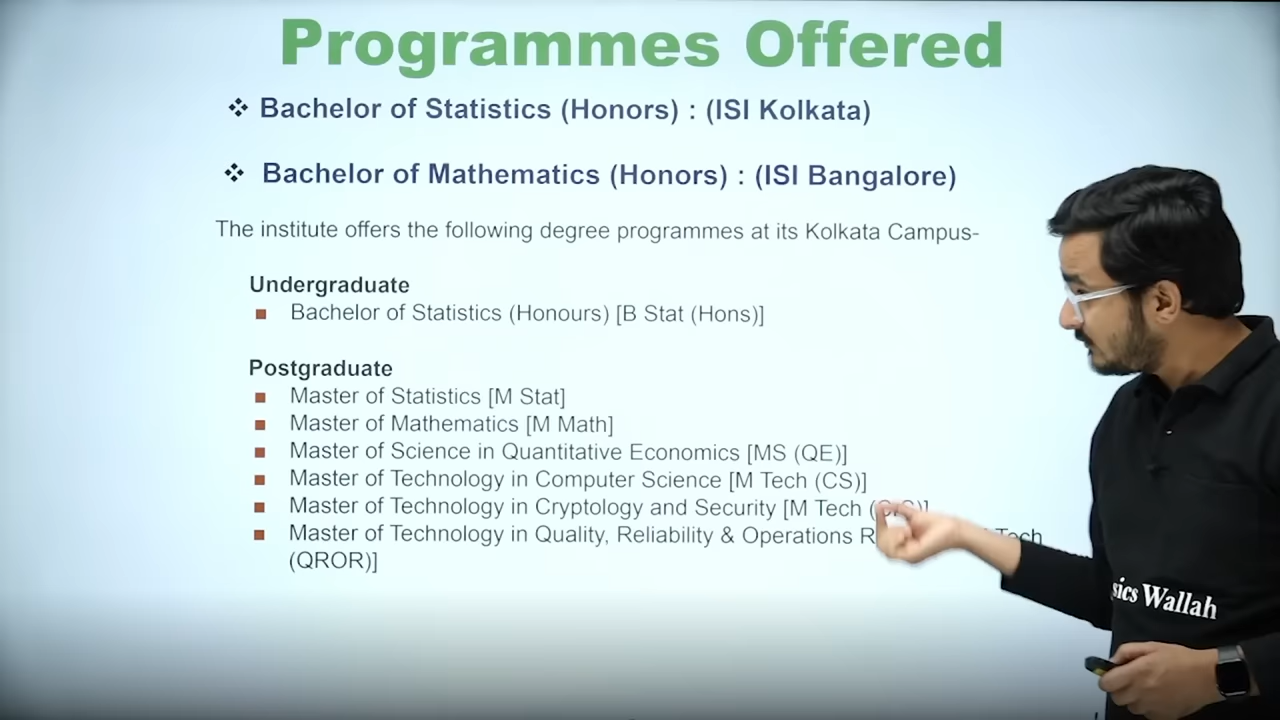 Programmes Offered
❖ Bachelor of Statistics (Honors) : (ISI Kolkata)
❖ Bachelor of Mathematics (Honors) : (ISI Bangalore)
The institute offers the following degree programmes at its Kolkata Campus-
Undergraduate
■ Bachelor of Statistics (Honours) [B Stat (Hons)]
Postgraduate
■ Master of Statistics [M Stat]
■ Master of Mathematics [M Math]
■ Master of Science in Quantitative Economics [MS (QE)]
■ Master of Technology in Computer Science [M Tech (CS)]
■ Master of Technology in Cryptology and Security [M Tech
■ Master of Technology in Quality, Reliability & Operations Tech
(QROR)]
sics Wallah